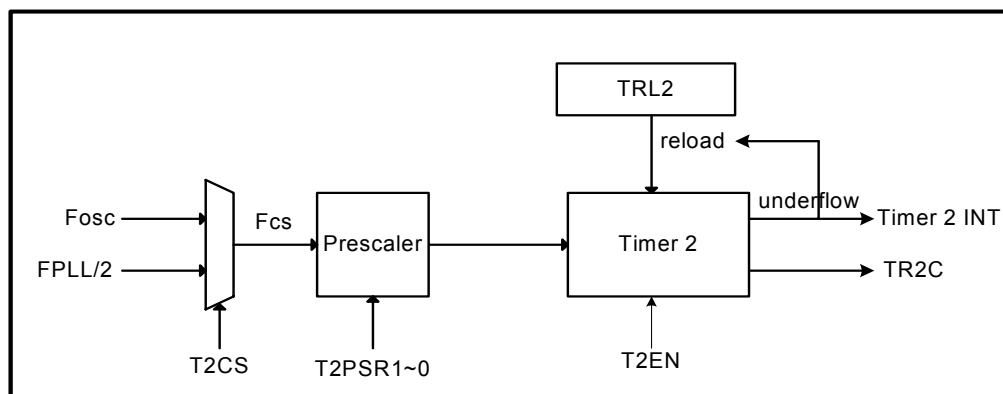 TRL2
reload
underflow
Fosc
Fcs
Prescaler
Timer 2
Timer 2 INT
FPLL/2
TR2C
T2CS
T2PSR1~0
T2EN